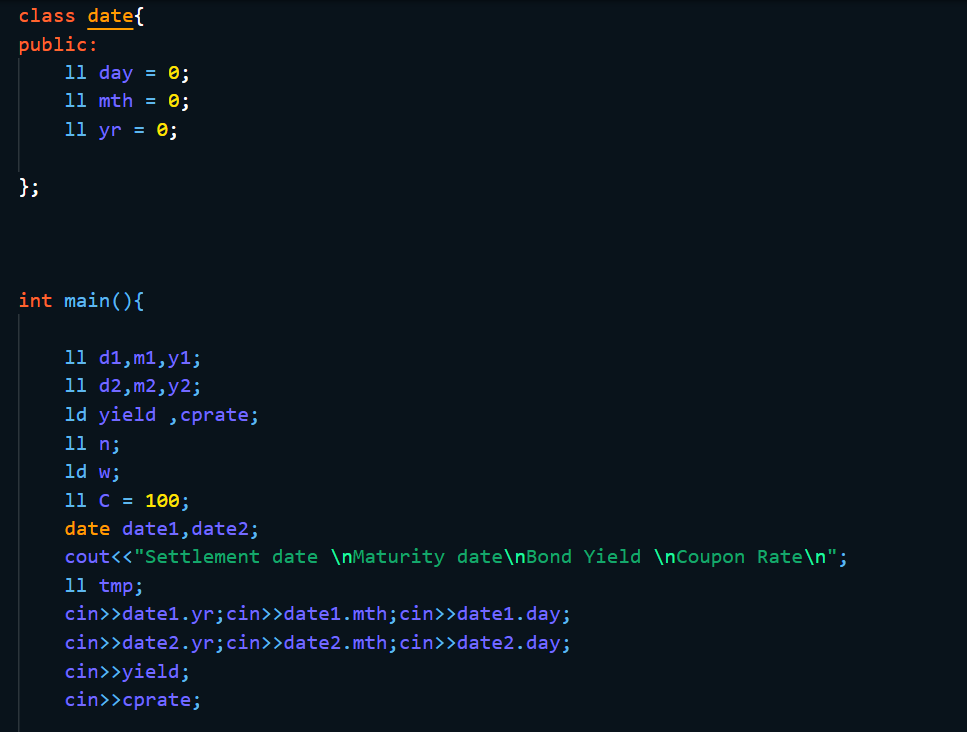 class date{
public:
    ll day = 0;
    ll mth = 0;
    ll yr = 0;
};
int main(){
    ll d1,m1,y1;
    ll d2,m2,y2;
    ld yield ,cprate;
    ll n;
    ld w;
    ll C = 100;
    date date1,date2;
    cout<<"Settlement date \nMaturity date\nBond Yield \nCoupon Rate\n";
    ll tmp;
    cin>>date1.yr;cin>>date1.mth;cin>>date1.day;
    cin>>date2.yr;cin>>date2.mth;cin>>date2.day;
    cin>>yield;
    cin>>cprate;